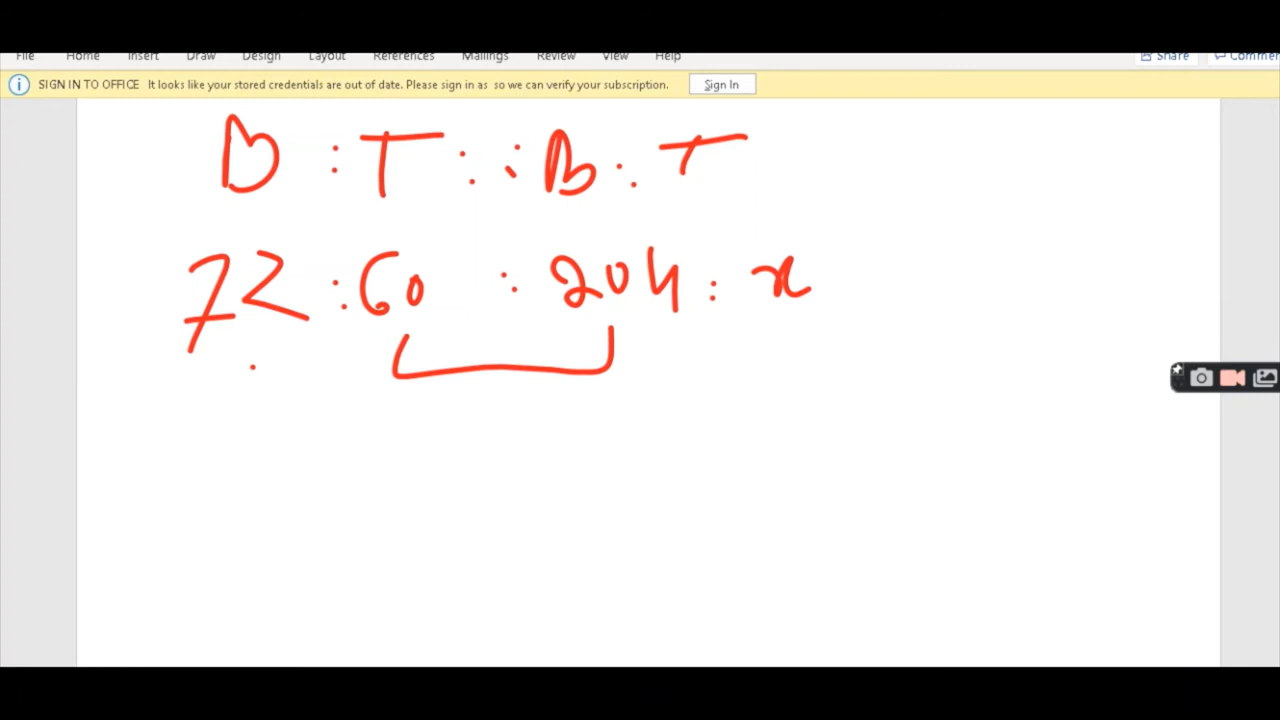 File Home Insert Draw Design Layout References Mailings Review View Help Share Commer
SIGN IN TO OFFICE It looks like your stored credentials are out of date. Please sign in as so we can verify your subscription. Sign In
B : T :: B : T
72 : 60 : 204 : x